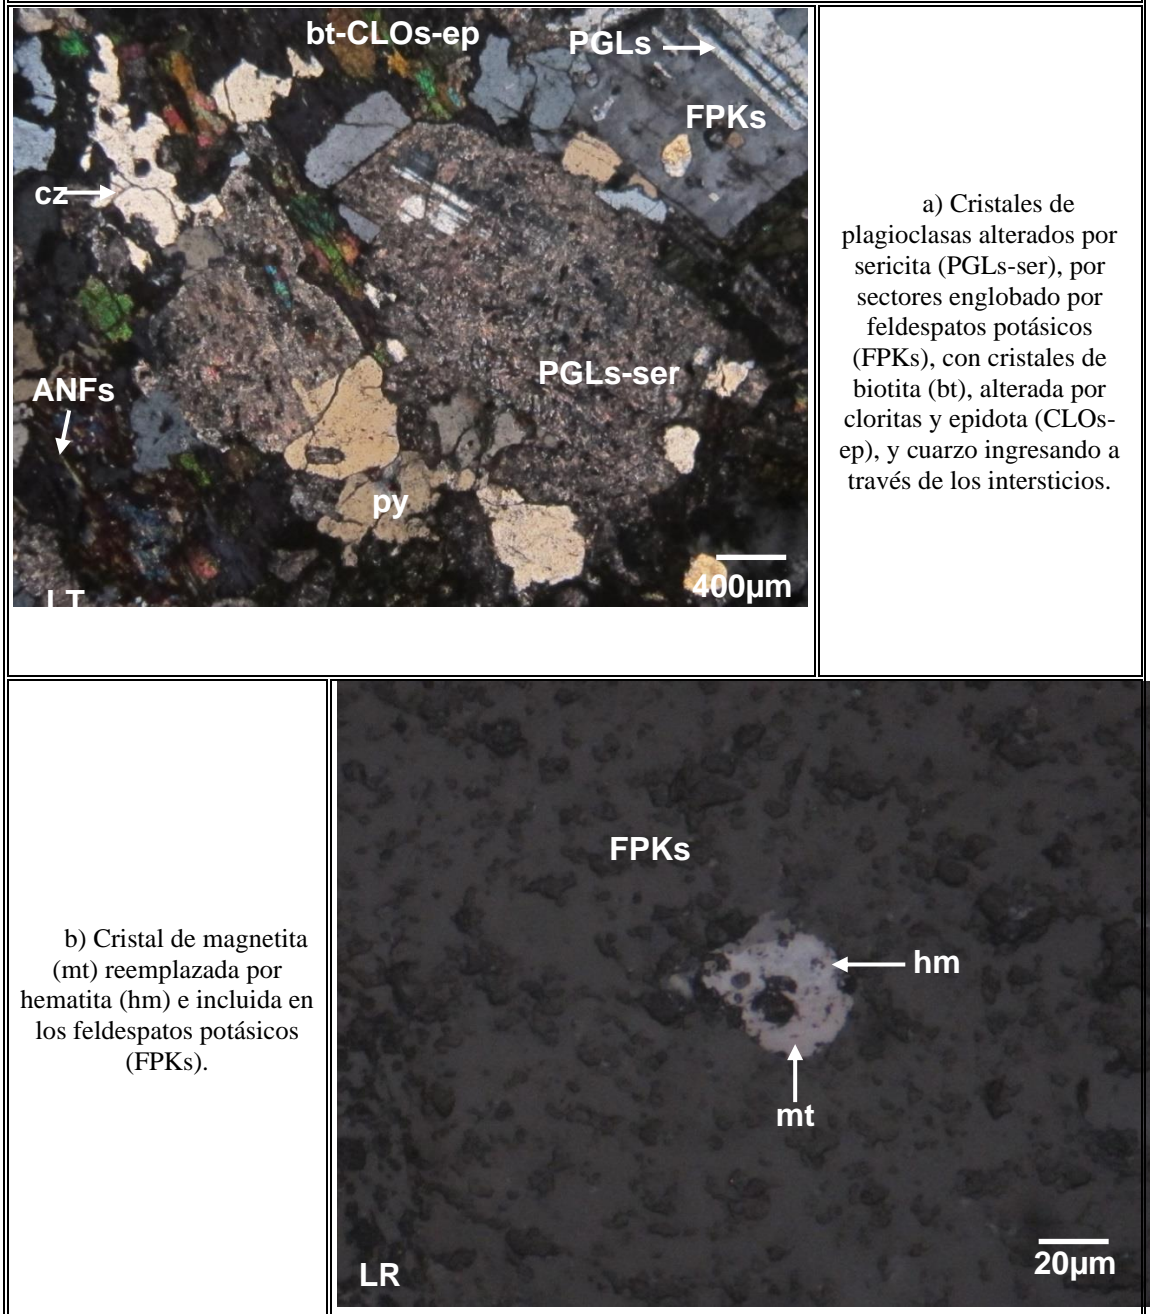 bt-CLOs-ep
PGLs
FPKs
cz
PGLs-ser
ANFs
py
400µm
LT
a) Cristales de
plagioclasas alterados por
sericita (PGLs-ser), por
sectores englobado por
feldespatos potásicos
(FPKs), con cristales de
biotita (bt), alterada por
cloritas y epidota (CLOs-
ep), y cuarzo ingresando a
través de los intersticios.
b) Cristal de magnetita
(mt) reemplazada por
hematita (hm) e incluida en
los feldespatos potásicos
(FPKs).
FPKs
hm
mt
20µm
LR